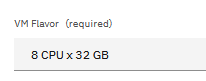 VM Flavor (required)
8 CPU x 32 GB